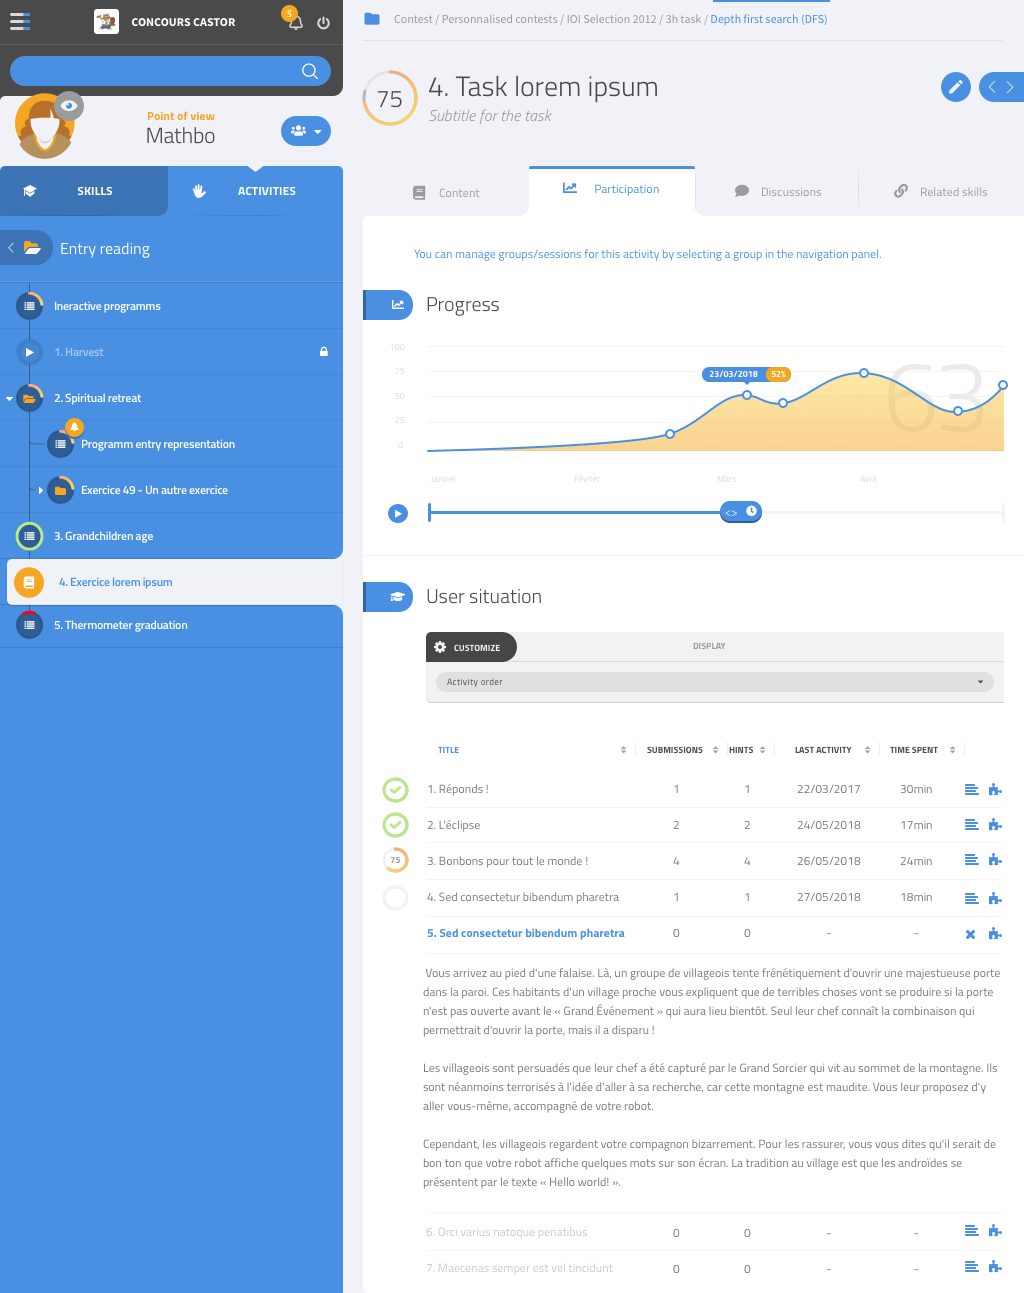 CONCOURS CASTOR
5
Point of view
Mathbo
SKILLS
ACTIVITIES
Entry reading
Ineractive programms
1. Harvest
2. Spiritual retreat
Programm entry representation
Exercice 49 - Un autre exercice
3. Grandchildren age
4. Exercice lorem ipsum
5. Thermometer graduation
Contest / Personnalised contests / IOI Selection 2012 / 3h task / Depth first search (DFS)
75
4. Task lorem ipsum
Subtitle for the task
Content
Participation
Discussions
Related skills
You can manage groups/sessions for this activity by selecting a group in the navigation panel.
Progress
100
75
50
25
0
23/03/2018 52%
63
Janvier
Février
Mars
Avril
<>
User situation
CUSTOMIZE
DISPLAY
Activity order
TITLE SUBMISSIONS HINTS LAST ACTIVITY TIME SPENT
1. Réponds ! 1 1 22/03/2017 30min
2. L'éclipse 2 2 24/05/2018 17min
75 3. Bonbons pour tout le monde ! 4 4 26/05/2018 24min
4. Sed consectetur bibendum pharetra 1 1 27/05/2018 18min
5. Sed consectetur bibendum pharetra 0 0 - -
Vous arrivez au pied d'une falaise. Là, un groupe de villageois tente frénétiquement d'ouvrir une majestueuse porte
dans la paroi. Ces habitants d'un village proche vous expliquent que de terribles choses vont se produire si la porte
n'est pas ouverte avant le « Grand Événement » qui aura lieu bientôt. Seul leur chef connaît la combinaison qui
permettrait d'ouvrir la porte, mais il a disparu !
Les villageois sont persuadés que leur chef a été capturé par le Grand Sorcier qui vit au sommet de la montagne. Ils
sont néanmoins terrorisés à l'idée d'aller à sa recherche, car cette montagne est maudite. Vous leur proposez d'y
aller vous-même, accompagné de votre robot.
Cependant, les villageois regardent votre compagnon bizarrement. Pour les rassurer, vous vous dites qu'il serait de
bon ton que votre robot affiche quelques mots sur son écran. La tradition au village est que les androïdes se
présentent par le texte « Hello world! ».
6. Orci varius natoque penatibus 0 0 - -
7. Maecenas semper est vel tincidunt 0 0 - -